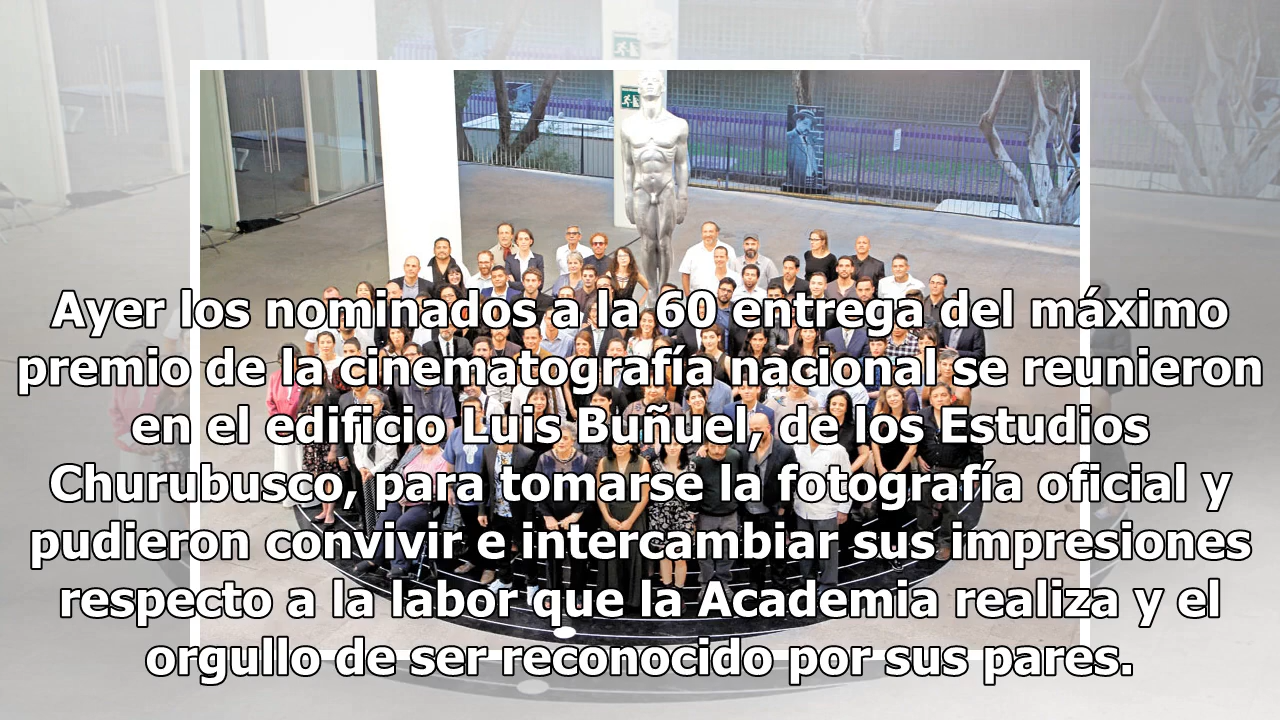 Ayer los nominados a la 60 entrega del máximo
premio de la cinematografía nacional se reunieron
en el edificio Luis Buñuel, de los Estudios
Churubusco, para tomarse la fotografía oficial y
pudieron convivir e intercambiar sus impresiones
respecto a la labor que la Academia realiza y el
orgullo de ser reconocido por sus pares.